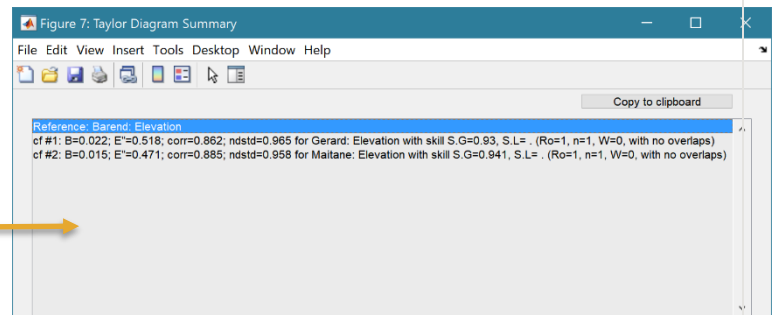 Figure 7: Taylor Diagram Summary
File Edit View Insert Tools Desktop Window Help
Copy to clipboard
Reference: Barend: Elevation
cf #1: B=0.022; E"=0.518; corr=0.862; ndstd=0.965 for Gerard: Elevation with skill S.G=0.93, S.L= . (Ro=1, n=1, W=0, with no overlaps)
cf #2: B=0.015; E"=0.471; corr=0.885; ndstd=0.958 for Maitane: Elevation with skill S.G=0.941, S.L= . (Ro=1, n=1, W=0, with no overlaps)